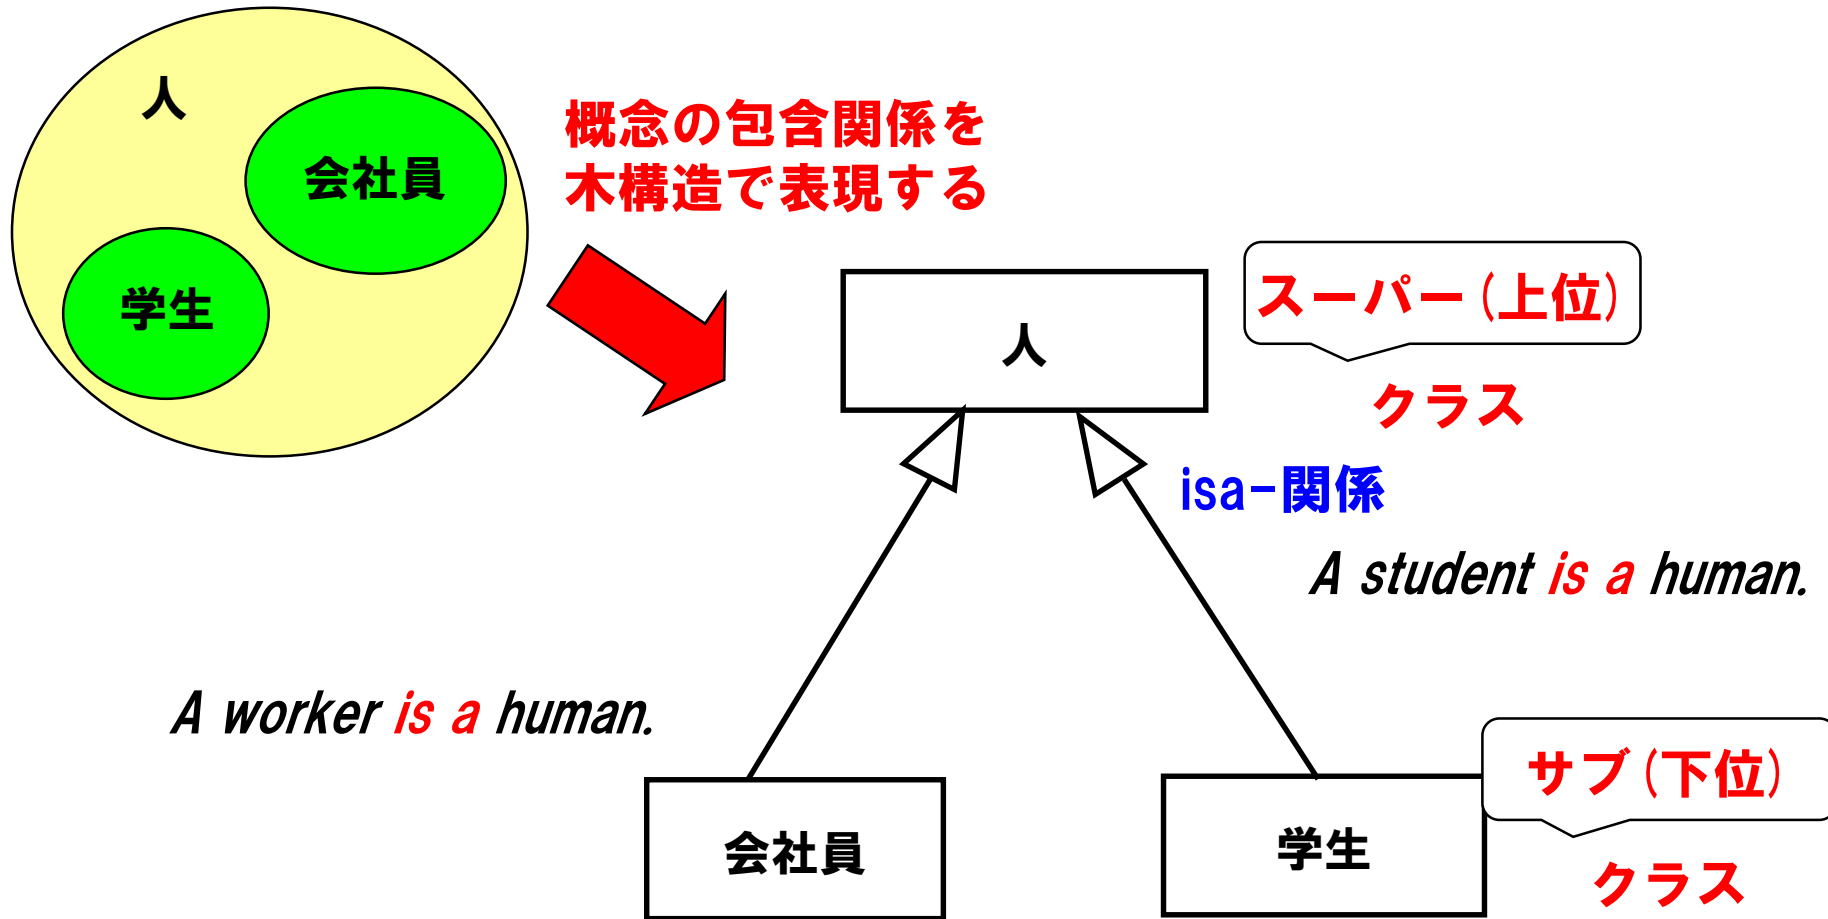 人
会社員
学生
概念の包含関係を
木構造で表現する
人
スーパー(上位)
クラス
isa-関係
A student is a human.
A worker is a human.
会社員
学生
サブ(下位)
クラス